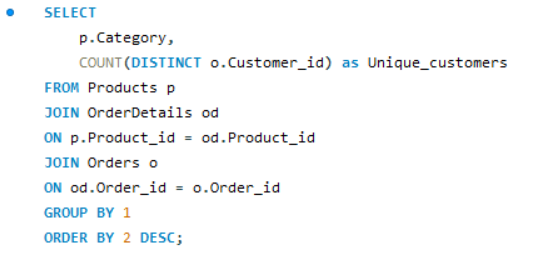 SELECT
p.Category,
COUNT(DISTINCT o.Customer_id) as Unique_customers
FROM Products p
JOIN OrderDetails od
ON p.Product_id = od.Product_id
JOIN Orders o
ON od.Order_id = o.Order_id
GROUP BY 1
ORDER BY 2 DESC;